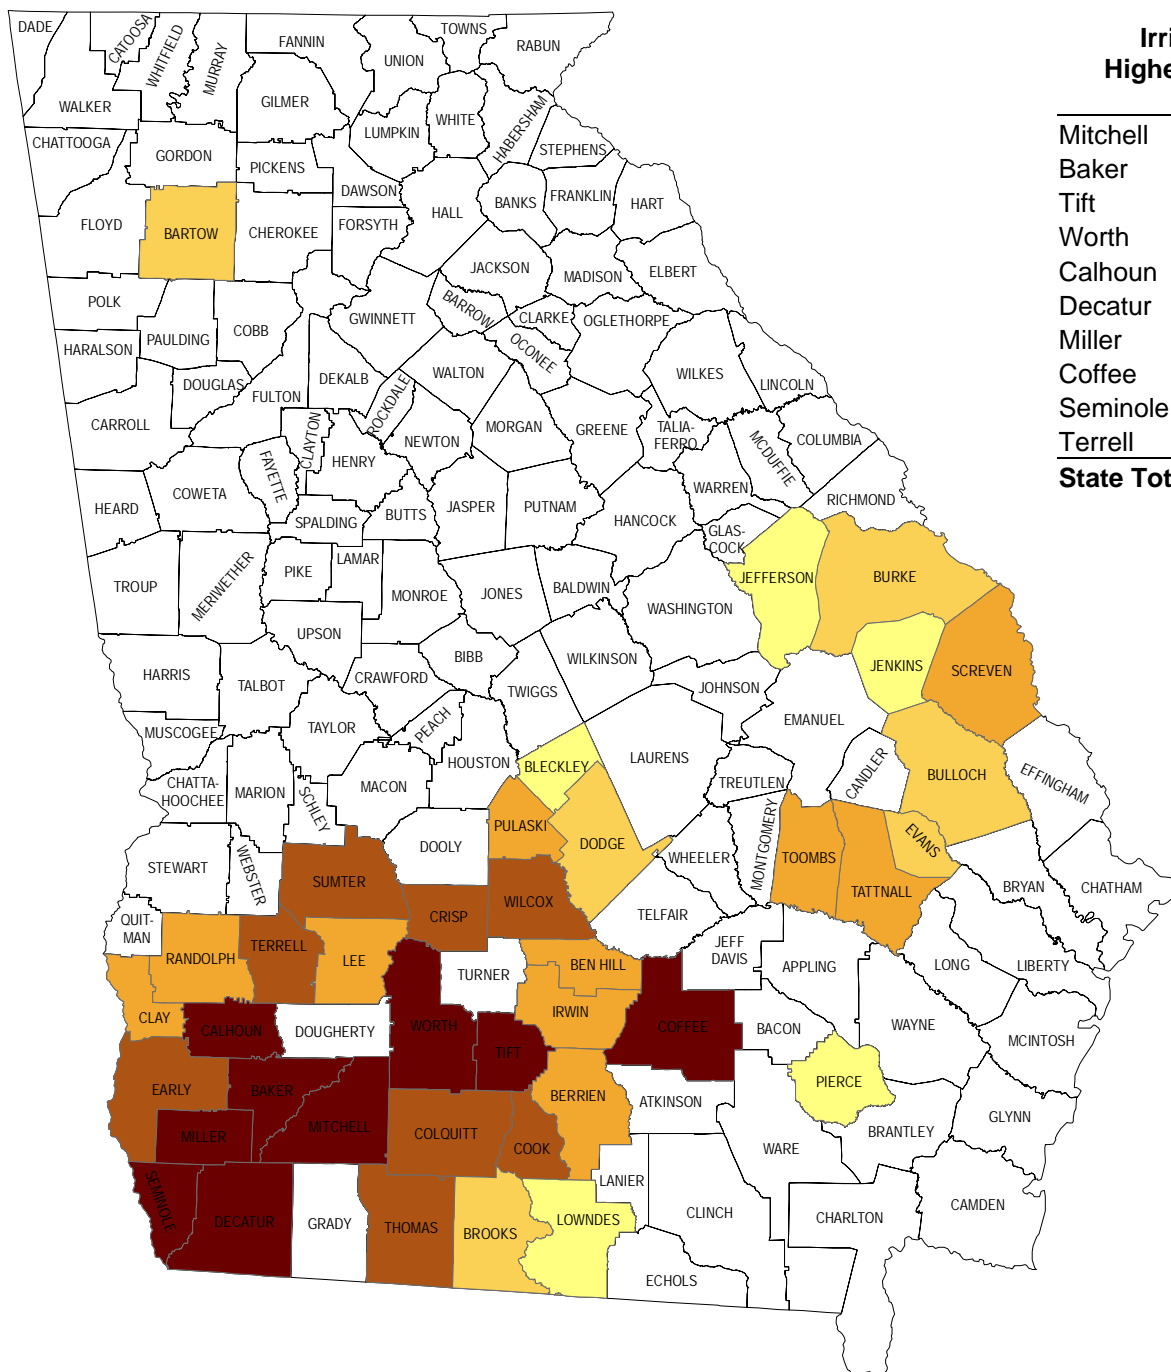 DADE
CATOOSA
WHITFIELD
MURRAY
FANNIN
UNION
TOWNS
RABUN
WALKER
GILMER
LUMPKIN
WHITE
HABERSHAM
STEPHENS
CHATTOOGA
GORDON
PICKENS
DAWSON
HALL
BANKS
FRANKLIN
HART
FLOYD
BARTOW
CHEROKEE
FORSYTH
JACKSON
MADISON
ELBERT
POLK
PAULDING
COBB
GWINNETT
BARROW
CLARKE
OCONEE
OGLETHORPE
HARALSON
DOUGLAS
FULTON
DEKALB
ROCKDALE
WALTON
WILKES
LINCOLN
CARROLL
CLAYTON
HENRY
NEWTON
MORGAN
GREENE
TALIA-
FERRO
MCDUFFIE
COLUMBIA
HEARD
COWETA
FAYETTE
SPALDING
BUTTS
JASPER
PUTNAM
HANCOCK
WARREN
RICHMOND
GLAS-
COCK
TROUP
MERIWETHER
PIKE
LAMAR
MONROE
JONES
BALDWIN
WASHINGTON
JEFFERSON
BURKE
UPSON
HARRIS
TALBOT
CRAWFORD
BIBB
TWIGGS
WILKINSON
JOHNSON
JENKINS
SCREVEN
MUSCOGEE
TAYLOR
PEACH
HOUSTON
BLECKLEY
LAURENS
EMANUEL
TREUTLEN
CANDLER
BULLOCH
EFFINGHAM
CHATTA-
HOOCHEE
MARION
SCHLEY
MACON
DOOLY
PULASKI
DODGE
WHEELER
MONTGOMERY
TOOMBS
TATTNALL
EVANS
BRYAN
CHATHAM
STEWART
WEBSTER
SUMTER
CRISP
WILCOX
TELFAIR
QUIT-
MAN
RANDOLPH
TERRELL
LEE
TURNER
BEN HILL
JEFF
DAVIS
APPLING
LONG
LIBERTY
CLAY
CALHOUN
DOUGHERTY
WORTH
TIFT
IRWIN
COFFEE
BACON
WAYNE
MCINTOSH
EARLY
BAKER
MILLER
MITCHELL
COLQUITT
COOK
BERRIEN
ATKINSON
PIERCE
WARE
BRANTLEY
GLYNN
SEMINOLE
DECATUR
GRADY
THOMAS
BROOKS
LOWNDES
LANIER
CLINCH
ECHOLS
CHARLTON
CAMDEN
Irri
Highe
Mitchell
Baker
Tift
Worth
Calhoun
Decatur
Miller
Coffee
Seminole
Terrell
State Tot